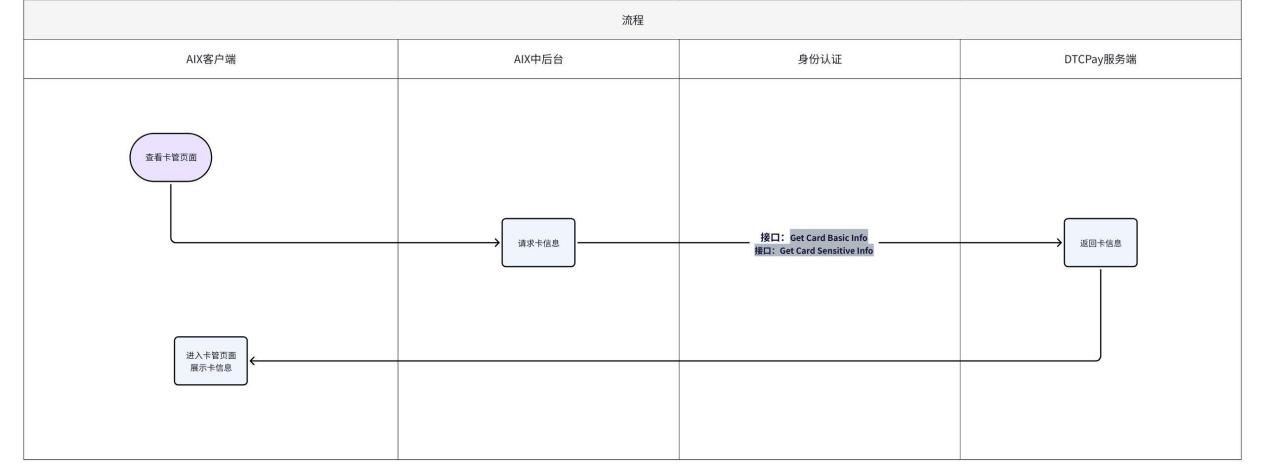 流程
AIX客户端
AIX中后台
身份认证
DTCPay服务端
查看卡管页面
请求卡信息
接口：Get Card Basic Info
接口：Get Card Sensitive Info
返回卡信息
进入卡管页面
展示卡信息